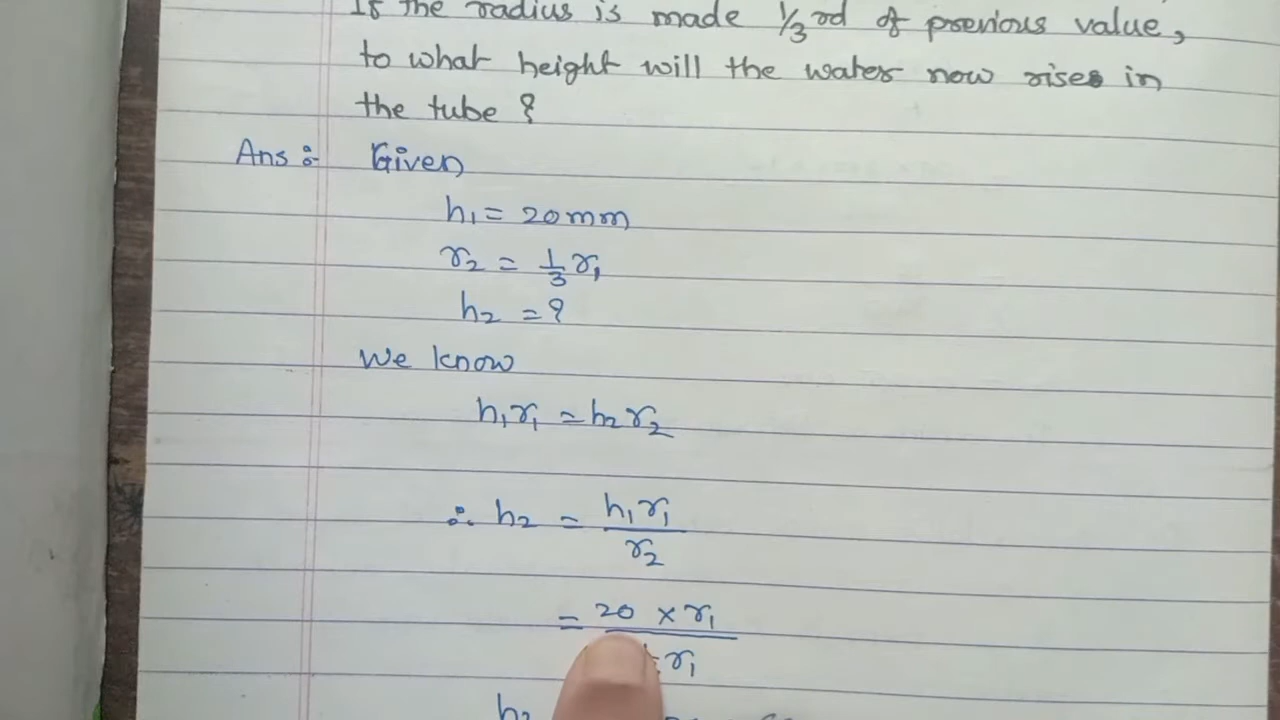 If the radius is made 1/3rd of previous value,
to what height will the water now rises in
the tube ?
Ans : Given
h₁ = 20mm
r₂ = 1/3 r₁
h₂ = ?
We know
h₁r₁ = h₂r₂
∴ h₂ = h₁r₁ / r₂
= 20 × r₁ / r₁
h₂